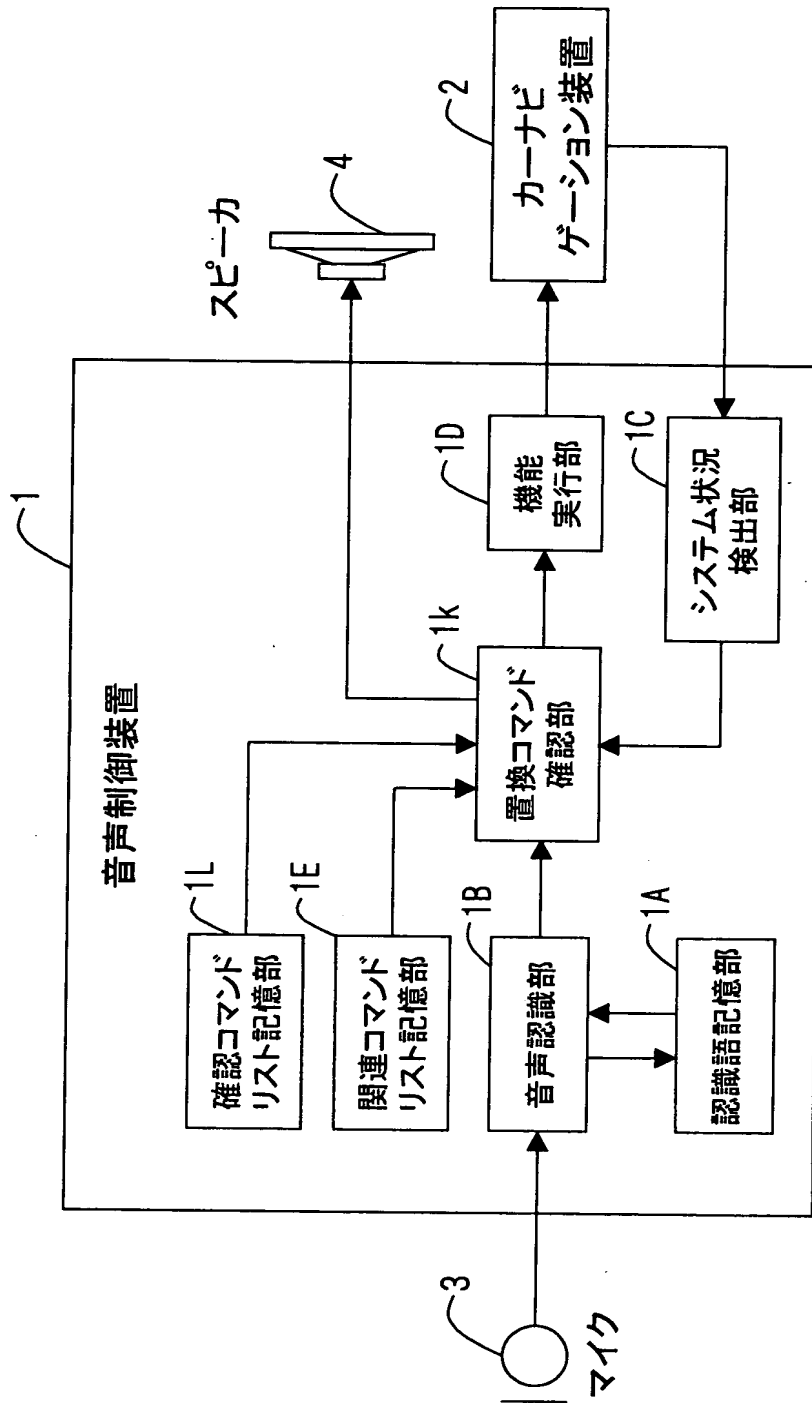 1
音声制御装置
1L
確認コマンド
リスト記憶部
1E
関連コマンド
リスト記憶部
1B
音声認識部
1A
認識語記憶部
1k
置換コマンド
確認部
1D
機能
実行部
1C
システム状況
検出部
スピーカ
4
2
カーナビ
ゲーション装置
3
マイク